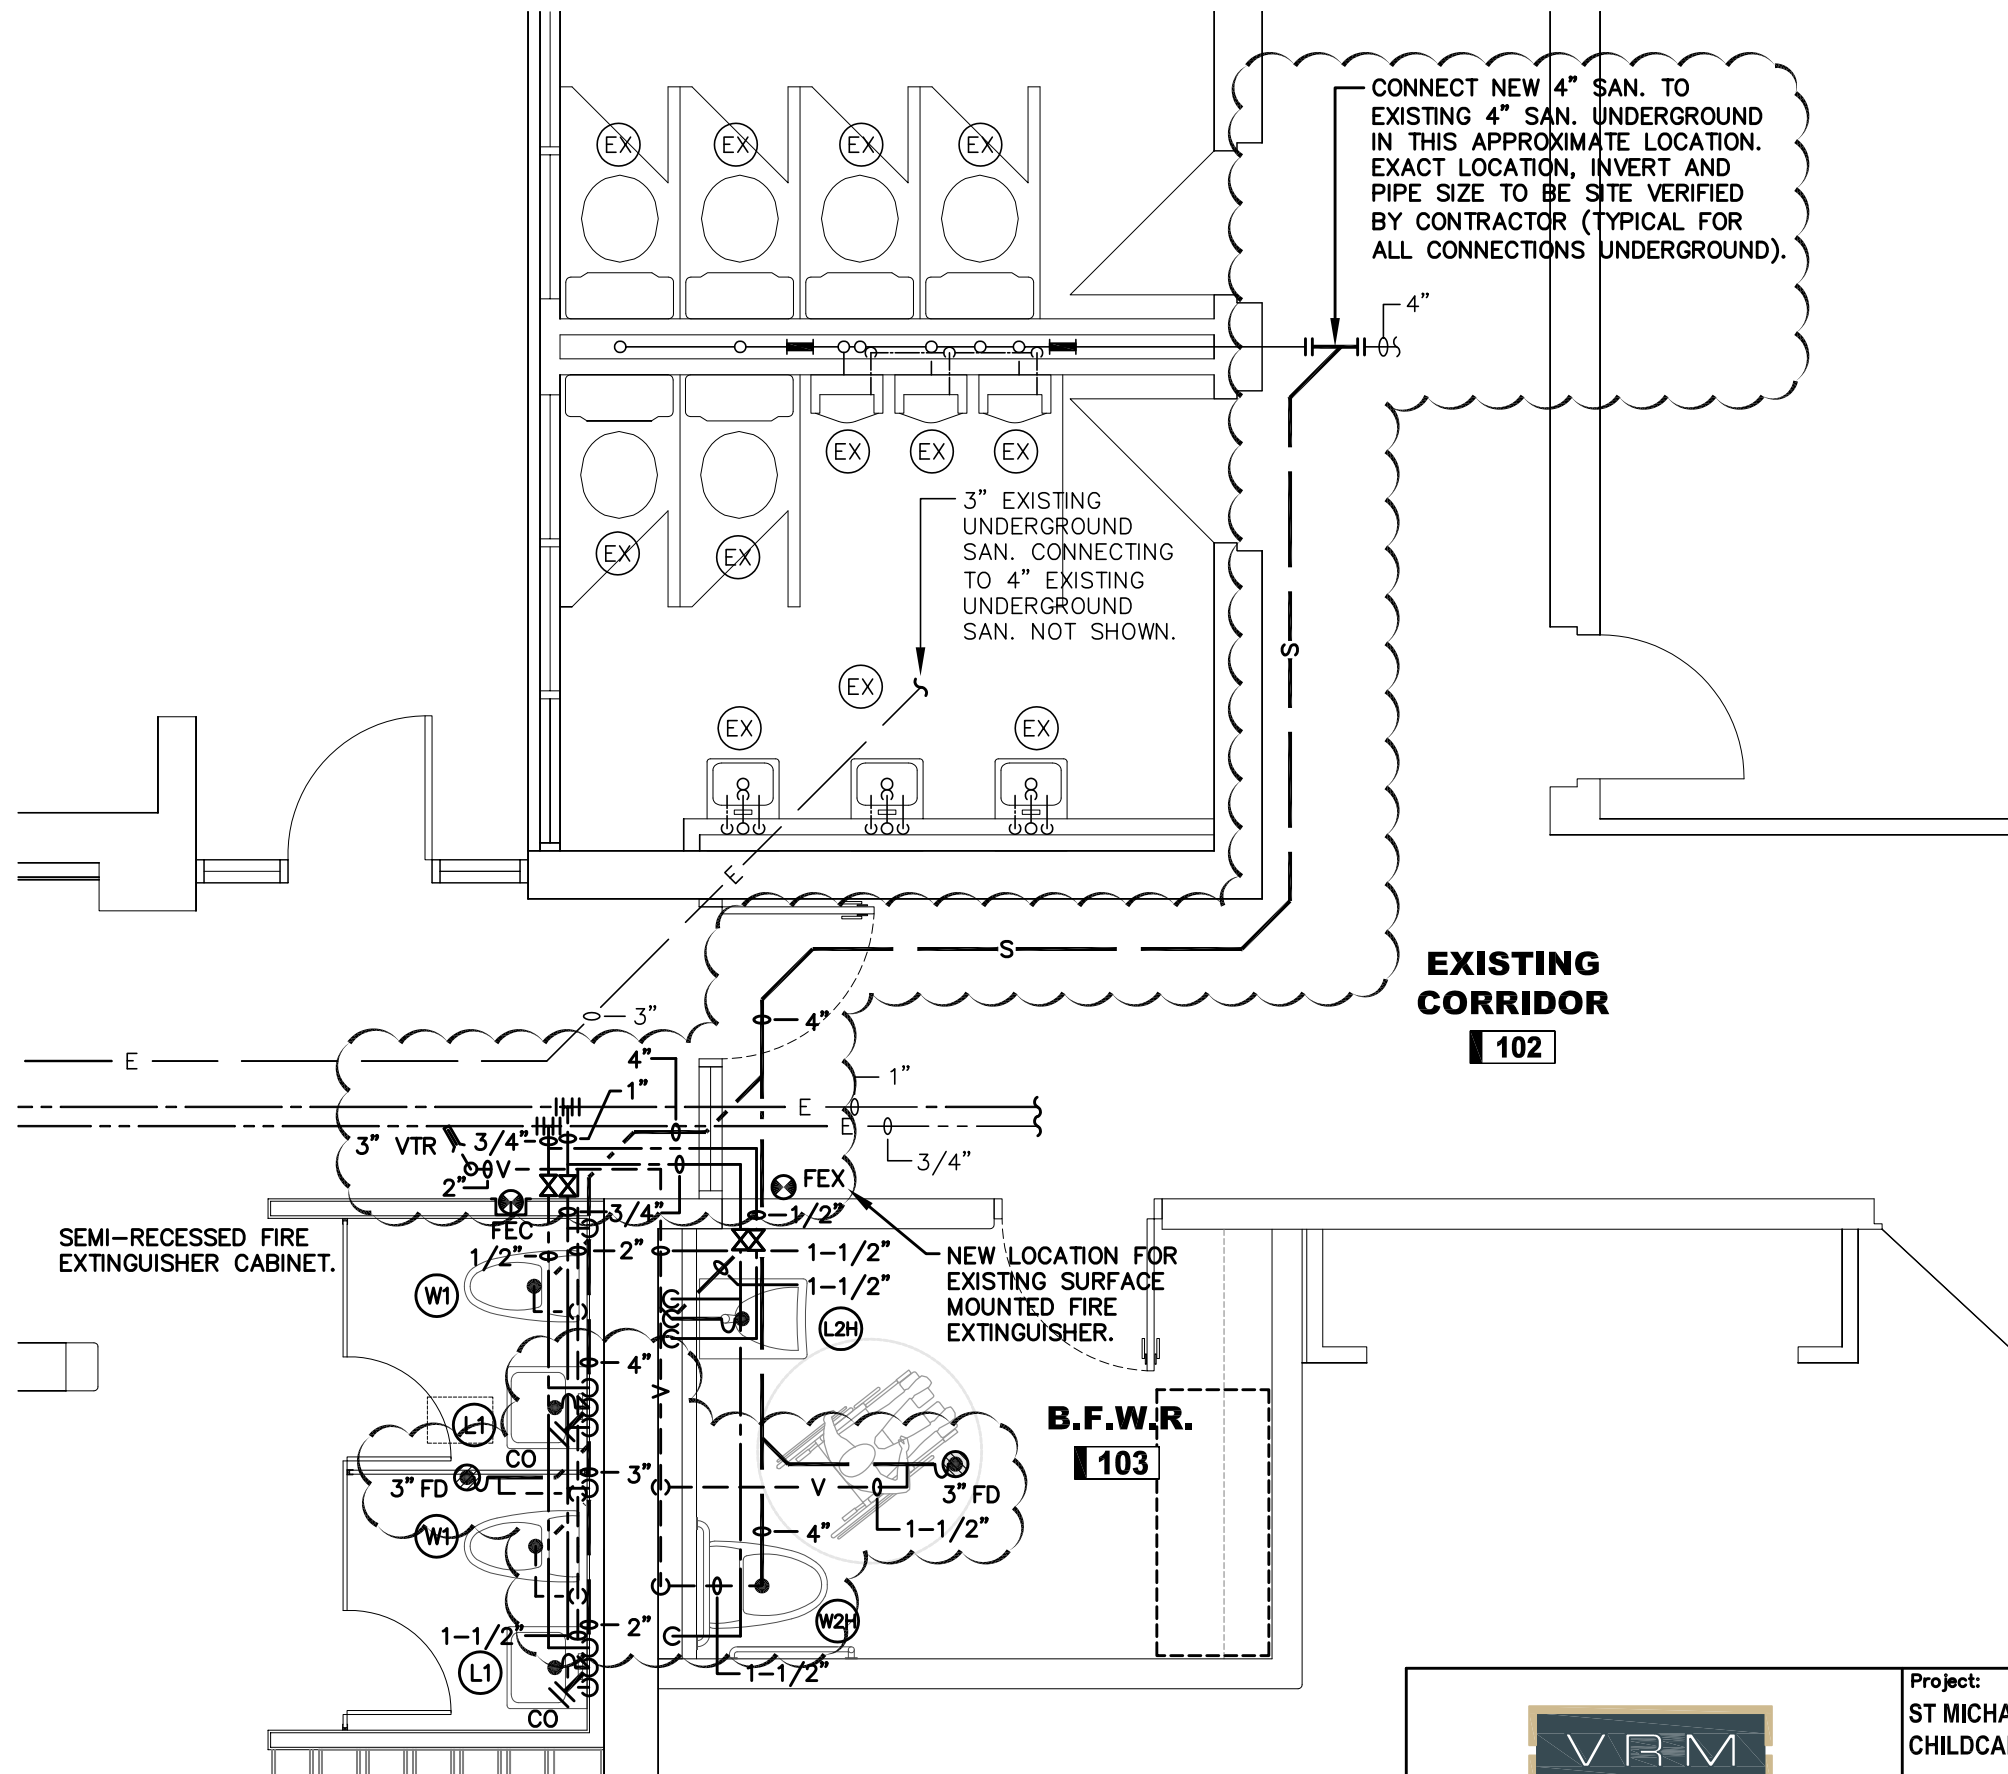 EX
EX
EX
EX
CONNECT NEW 4" SAN. TO
EXISTING 4" SAN. UNDERGROUND
IN THIS APPROXIMATE LOCATION.
EXACT LOCATION, INVERT AND
PIPE SIZE TO BE SITE VERIFIED
BY CONTRACTOR (TYPICAL FOR
ALL CONNECTIONS UNDERGROUND).
4"
EX
EX
EX
EX
EX
3" EXISTING
UNDERGROUND
SAN. CONNECTING
TO 4" EXISTING
UNDERGROUND
SAN. NOT SHOWN.
S
EX
EX
EX
E
S
EXISTING
CORRIDOR
102
3"
4"
E
4"
1"
1"
E
E
3/4"
3" VTR
3/4"
V
2"
FEX
FEC
3/4"
1/2"
SEMI-RECESSED FIRE
EXTINGUISHER CABINET.
1/2"
2"
1-1/2"
1-1/2"
NEW LOCATION FOR
EXISTING SURFACE
MOUNTED FIRE
EXTINGUISHER.
W1
L2H
4"
V
L1
CO
B.F.W.R.
103
3" FD
3"
V
3" FD
W1
4"
1-1/2"
2"
1-1/2"
W2H
L1
1-1/2"
CO
Project:
ST MICHA
CHILDCA
VRM